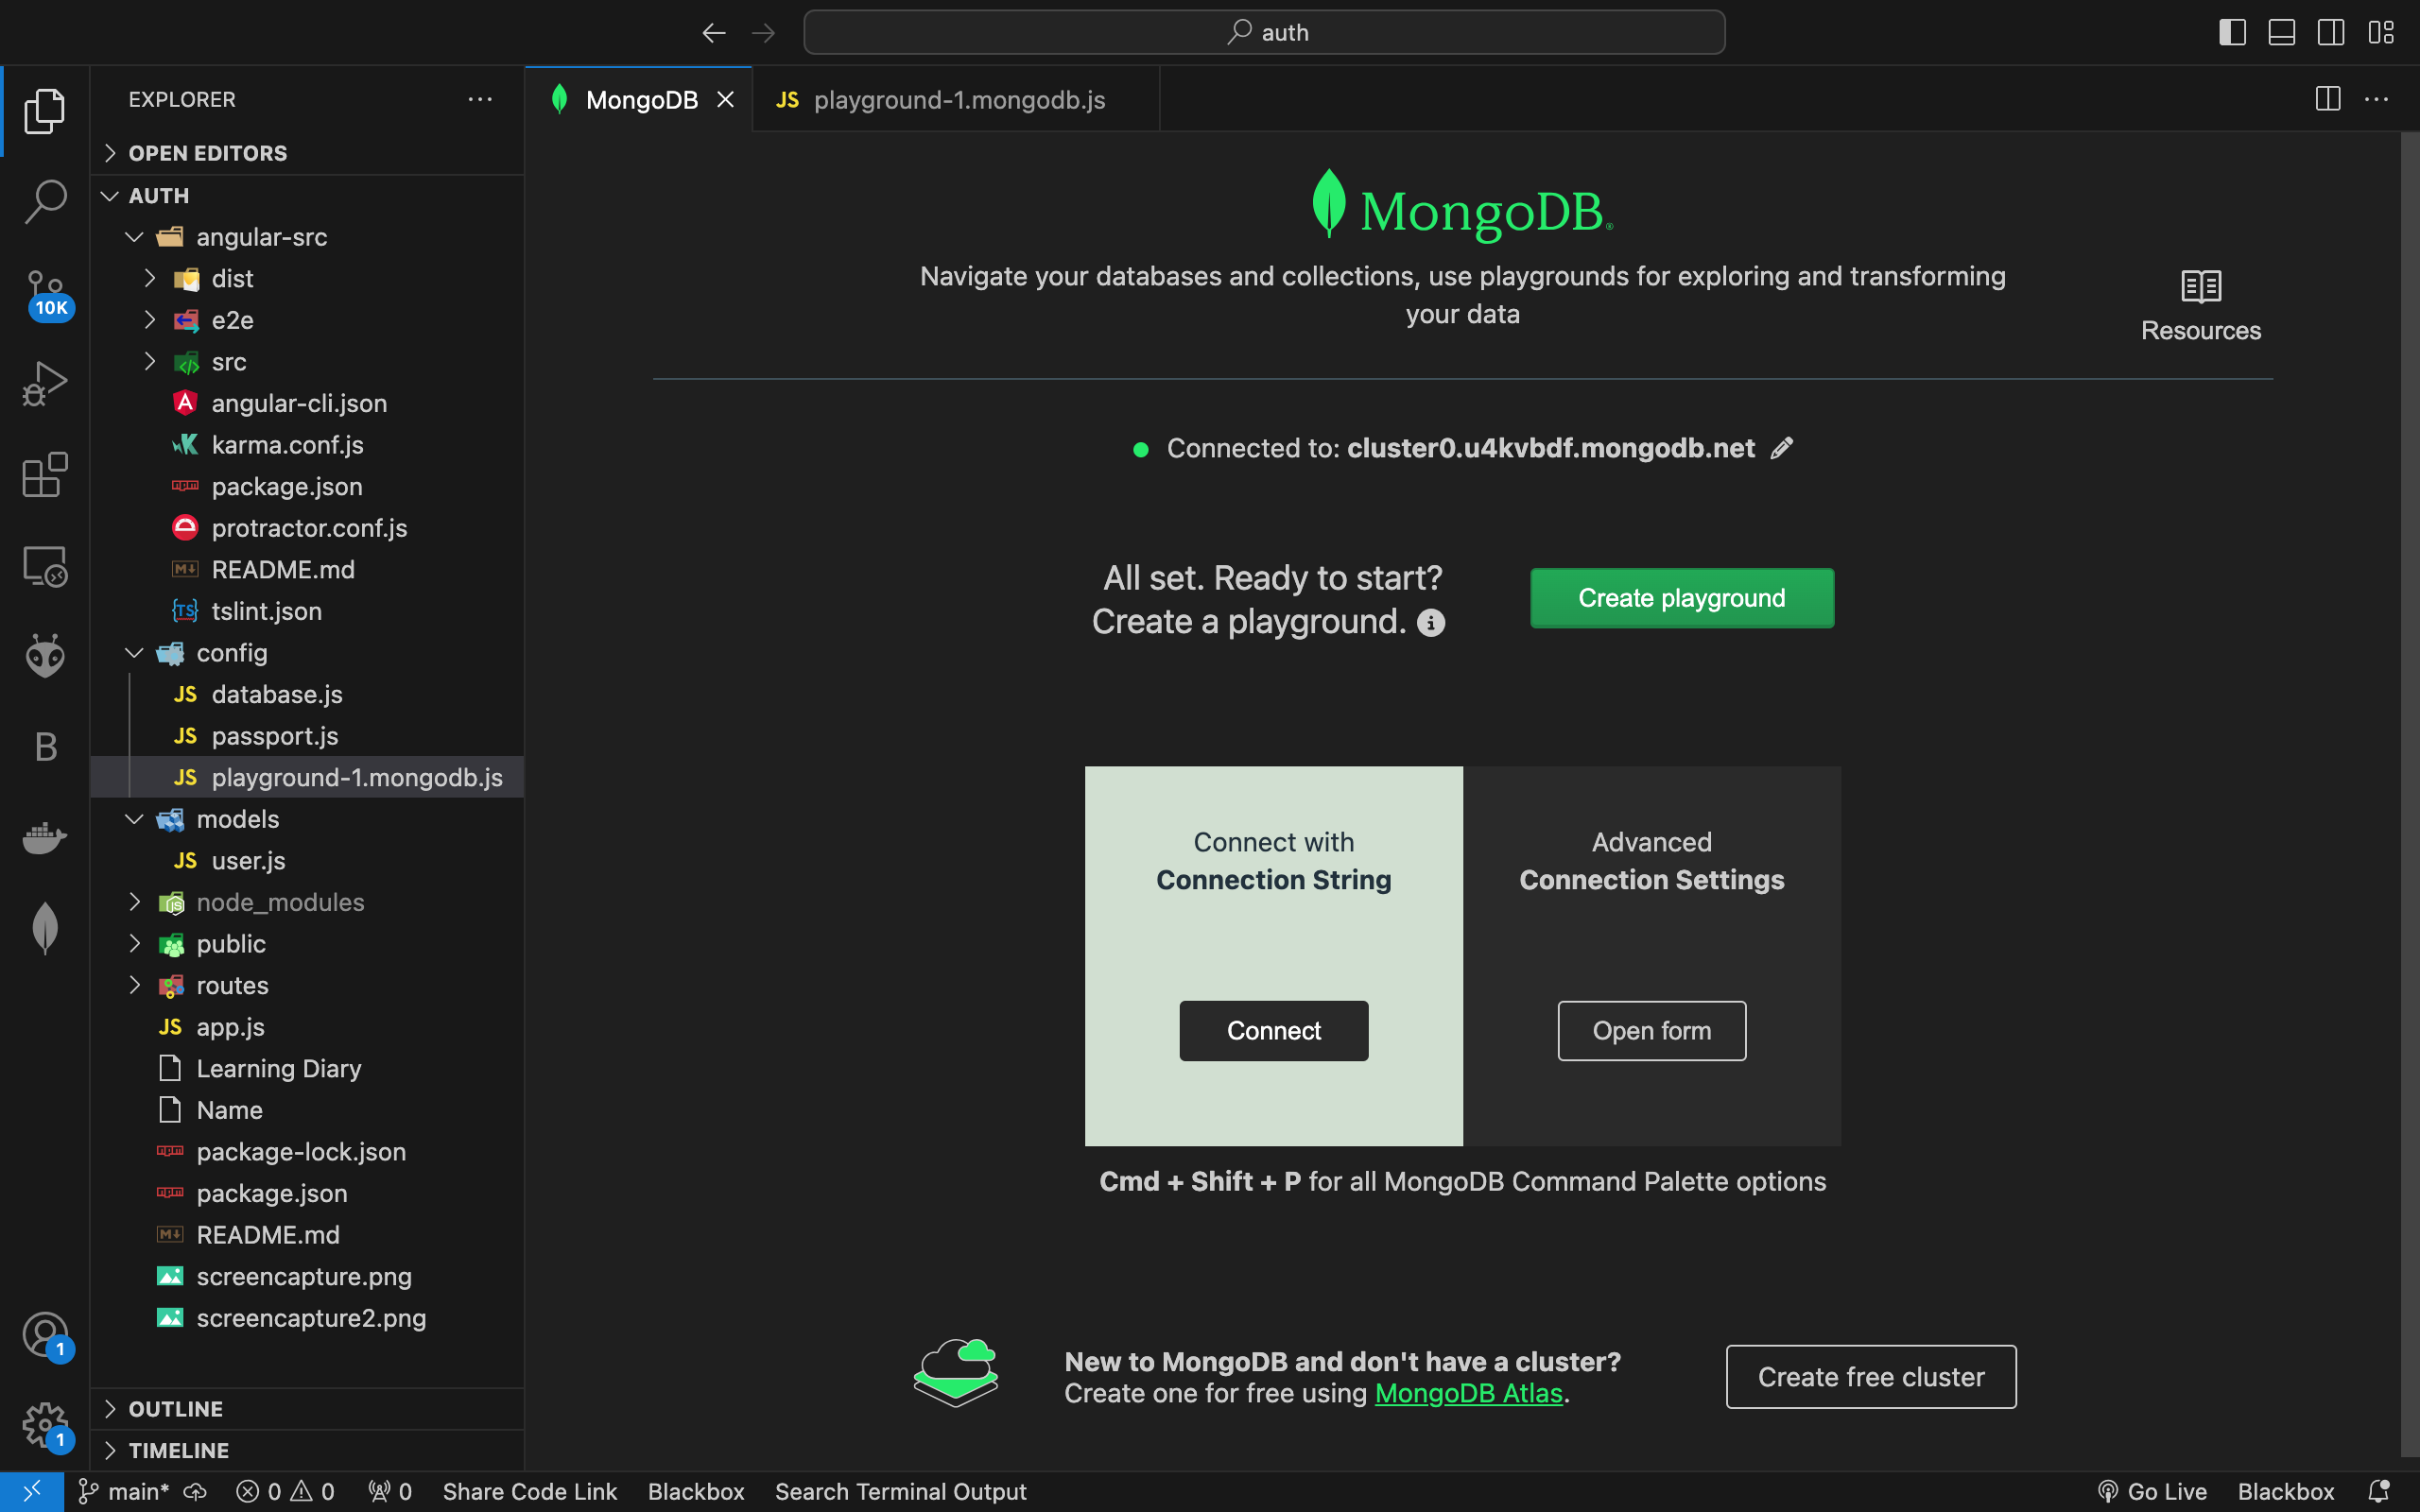 auth
EXPLORER
OPEN EDITORS
AUTH
angular-src
dist
e2e
src
angular-cli.json
karma.conf.js
package.json
protractor.conf.js
README.md
tslint.json
config
database.js
passport.js
playground-1.mongodb.js
models
user.js
node_modules
public
routes
app.js
Learning Diary
Name
package-lock.json
package.json
README.md
screencapture.png
screencapture2.png
OUTLINE
TIMELINE
10K
B
1
1
MongoDB
JS playground-1.mongodb.js
MongoDB.
Navigate your databases and collections, use playgrounds for exploring and transforming
your data
Resources
Connected to: cluster0.u4kvbdf.mongodb.net
All set. Ready to start?
Create a playground.
Create playground
Connect with
Connection String
Connect
Advanced
Connection Settings
Open form
Cmd + Shift + P for all MongoDB Command Palette options
New to MongoDB and don't have a cluster?
Create one for free using MongoDB Atlas.
Create free cluster
main* 0 0 0 Share Code Link Blackbox Search Terminal Output Go Live Blackbox